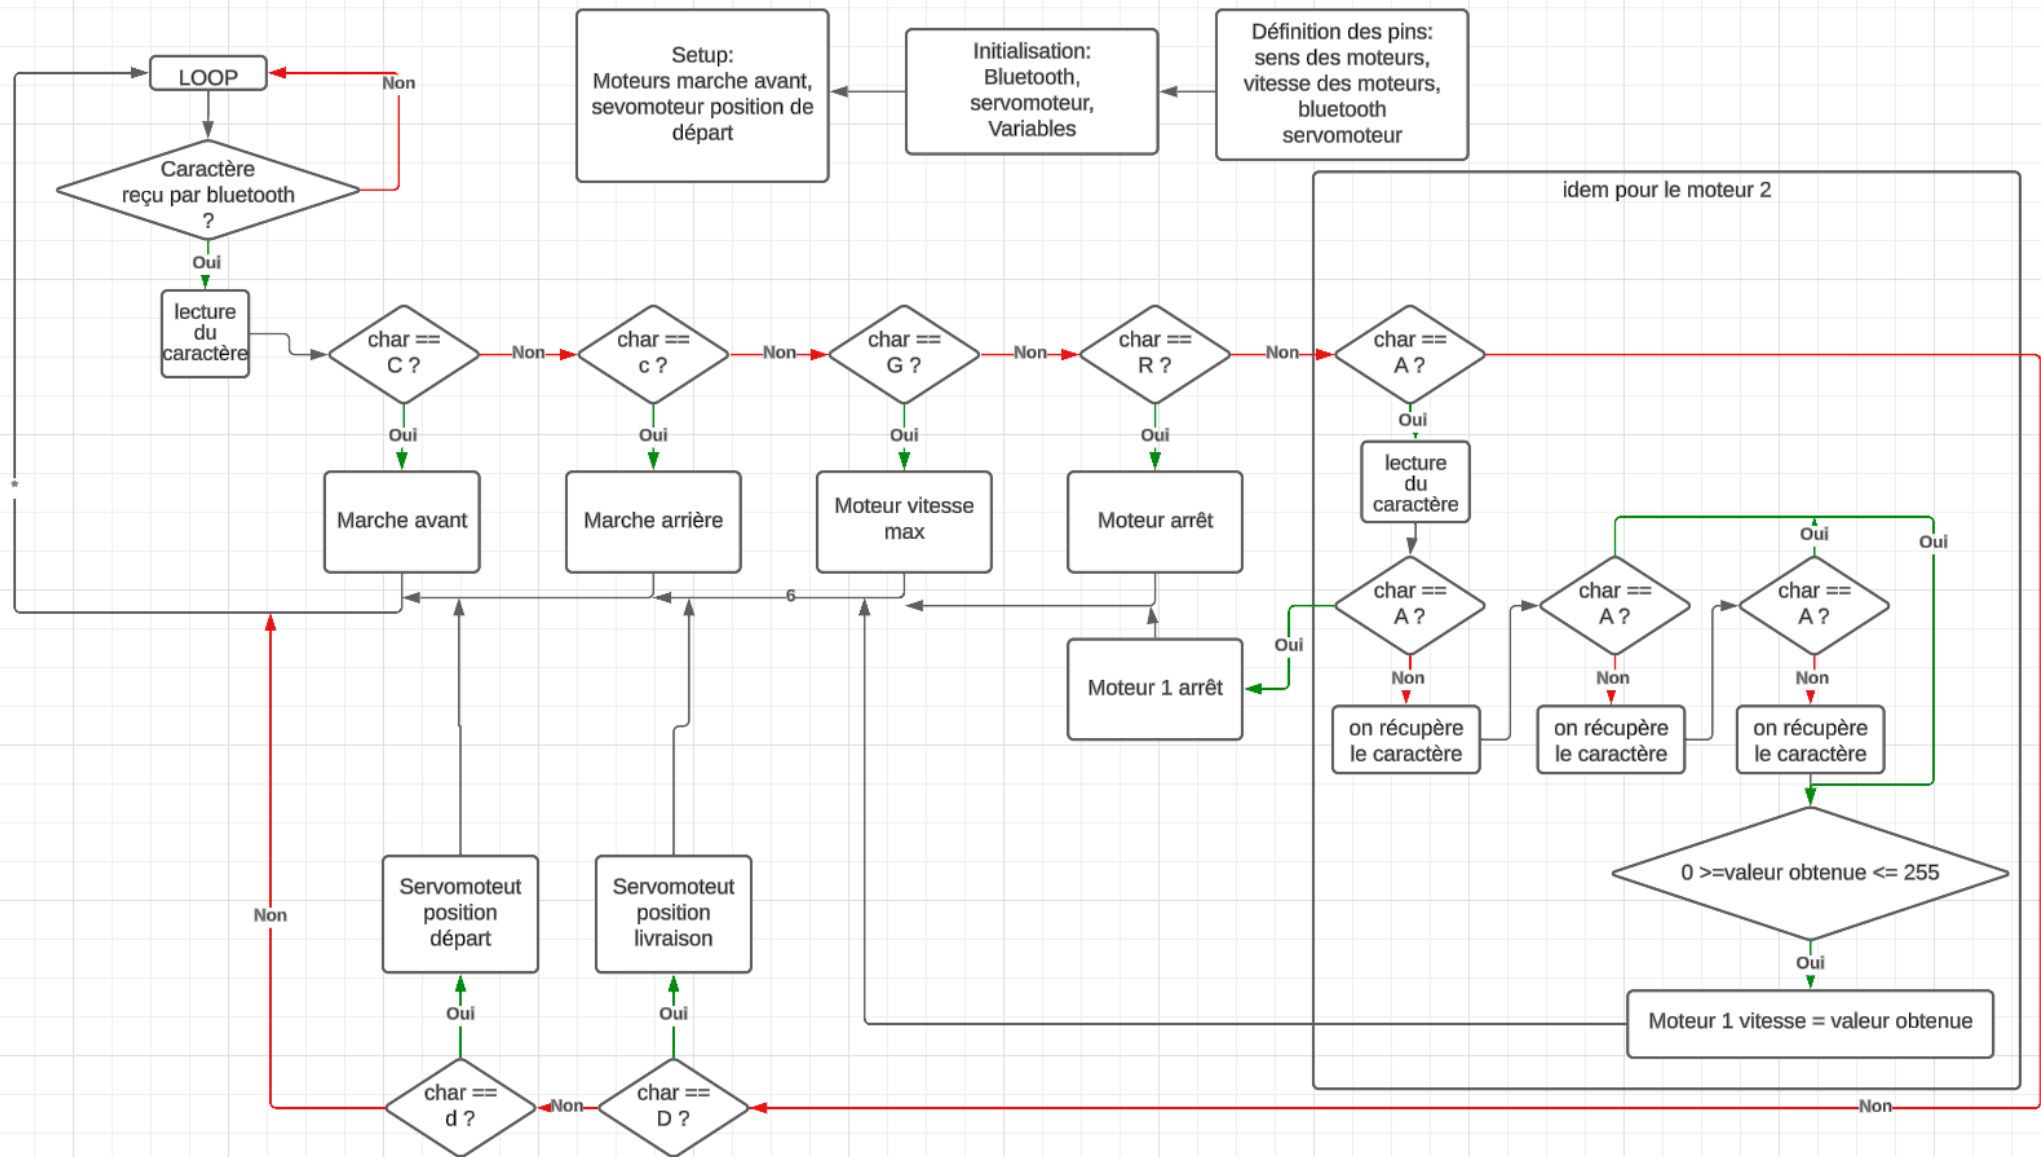 Définition des pins:
sens des moteurs,
vitesse des moteurs,
bluetooth
servomoteur
Initialisation:
Bluetooth,
servomoteur,
Variables
Setup:
Moteurs marche avant,
sevomoteur position de
départ
LOOP
Non
Caractère
reçu par bluetooth
?
Oui
lecture
du
caractère
char ==
C ?
Non
char ==
c ?
Non
char ==
G ?
Non
char ==
R ?
Non
idem pour le moteur 2
char ==
A ?
Oui
Oui
Oui
Oui
Oui
Marche avant
Marche arrière
Moteur vitesse
max
Moteur arrêt
lecture
du
caractère
*
6
char ==
A ?
char ==
A ?
char ==
A ?
Oui
Oui
Oui
Non
Non
Non
Moteur 1 arrêt
on récupère
le caractère
on récupère
le caractère
on récupère
le caractère
0 >=valeur obtenue <= 255
Oui
Moteur 1 vitesse = valeur obtenue
Non
Servomoteut
position
départ
Servomoteut
position
livraison
Oui
Oui
char ==
d ?
Non
char ==
D ?
Non